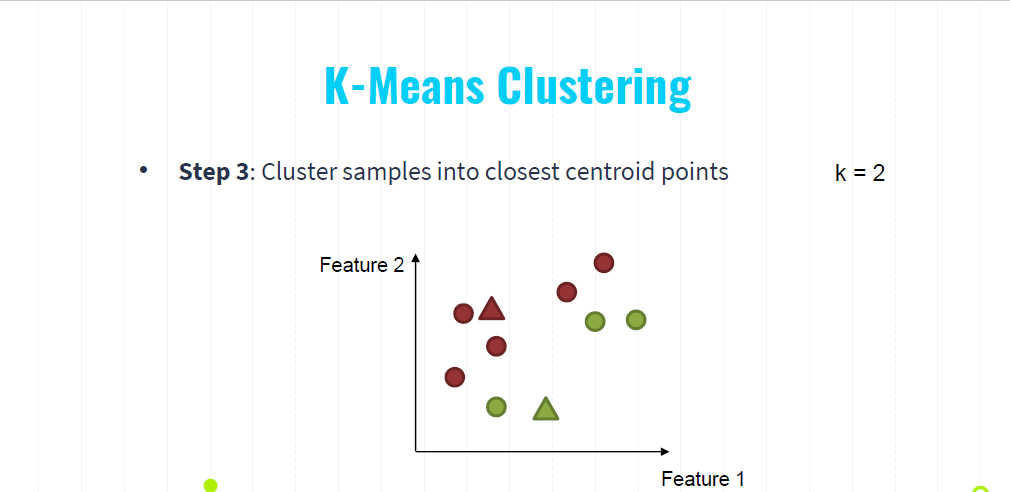 K-Means Clustering
• Step 3: Cluster samples into closest centroid points
k = 2
Feature 2
Feature 1